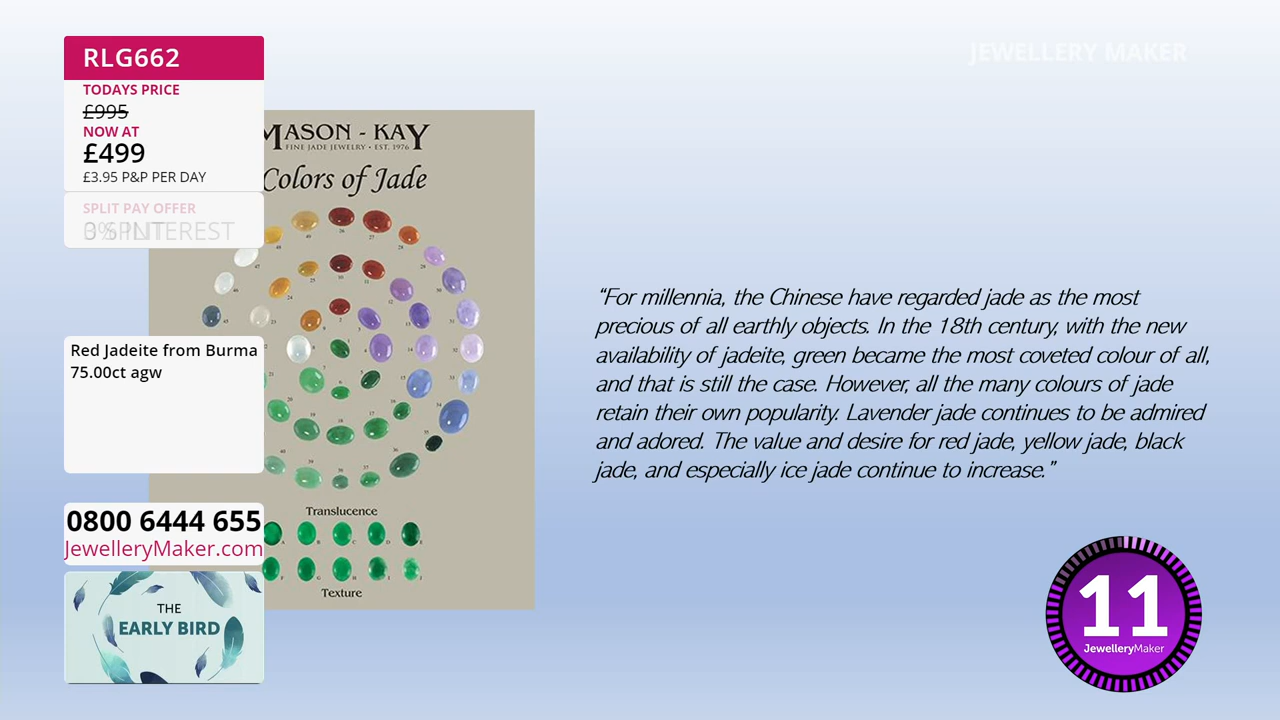 RLG662
TODAYS PRICE
£995
NOW AT
£499
£3.95 P&P PER DAY
SPLIT PAY OFFER
JEWELLERY MAKER
MASON - KAY
FINE JADE JEWELRY • EST. 1976
Colors of Jade
Red Jadeite from Burma
75.00ct agw
"For millennia, the Chinese have regarded jade as the most
precious of all earthly objects. In the 18th century, with the new
availability of jadeite, green became the most coveted colour of all,
and that is still the case. However, all the many colours of jade
retain their own popularity. Lavender jade continues to be admired
and adored. The value and desire for red jade, yellow jade, black
jade, and especially ice jade continue to increase."
Translucence
Texture
0800 6444 655
JewelleryMaker.com
THE
EARLY BIRD
11
JewelleryMaker